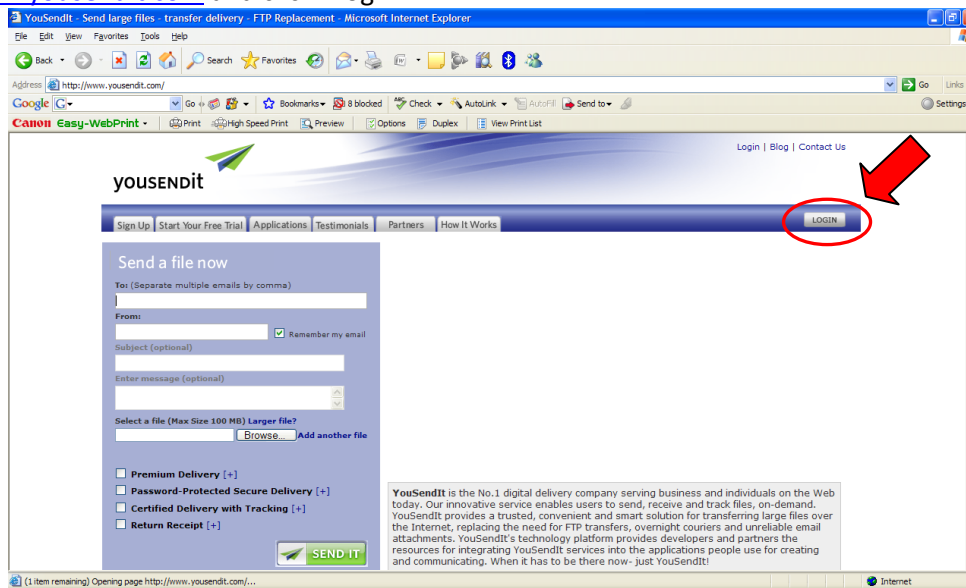 YouSendIt - Send large files - transfer delivery - FTP Replacement - Microsoft Internet Explorer
File Edit View Favorites Tools Help
Back Search Favorites
Address http://www.yousendit.com/ Go Links
Google G Go Bookmarks 8 blocked Check AutoLink AutoFill Send to Settings
Canon Easy-WebPrint Print High Speed Print Preview Options Duplex View Print List
Login | Blog | Contact Us
yousendit
Sign Up Start Your Free Trial Applications Testimonials Partners How It Works LOGIN
Send a file now
To: (Separate multiple emails by comma)
From:
Remember my email
Subject (optional)
Enter message (optional)
Select a file (Max Size 100 MB) Larger file?
Browse... Add another file
Premium Delivery [+]
Password-Protected Secure Delivery [+]
Certified Delivery with Tracking [+]
Return Receipt [+]
SEND IT
YouSendIt is the No.1 digital delivery company serving business and individuals on the Web
today. Our innovative service enables users to send, receive and track files, on-demand.
YouSendIt provides a trusted, convenient and smart solution for transferring large files over
the Internet, replacing the need for FTP transfers, overnight couriers and unreliable email
attachments. YouSendIt's technology platform provides developers and partners the
resources for integrating YouSendIt services into the applications people use for creating
and communicating. When it has to be there now- just YouSendIt!
(1 item remaining) Opening page http://www.yousendit.com/... Internet